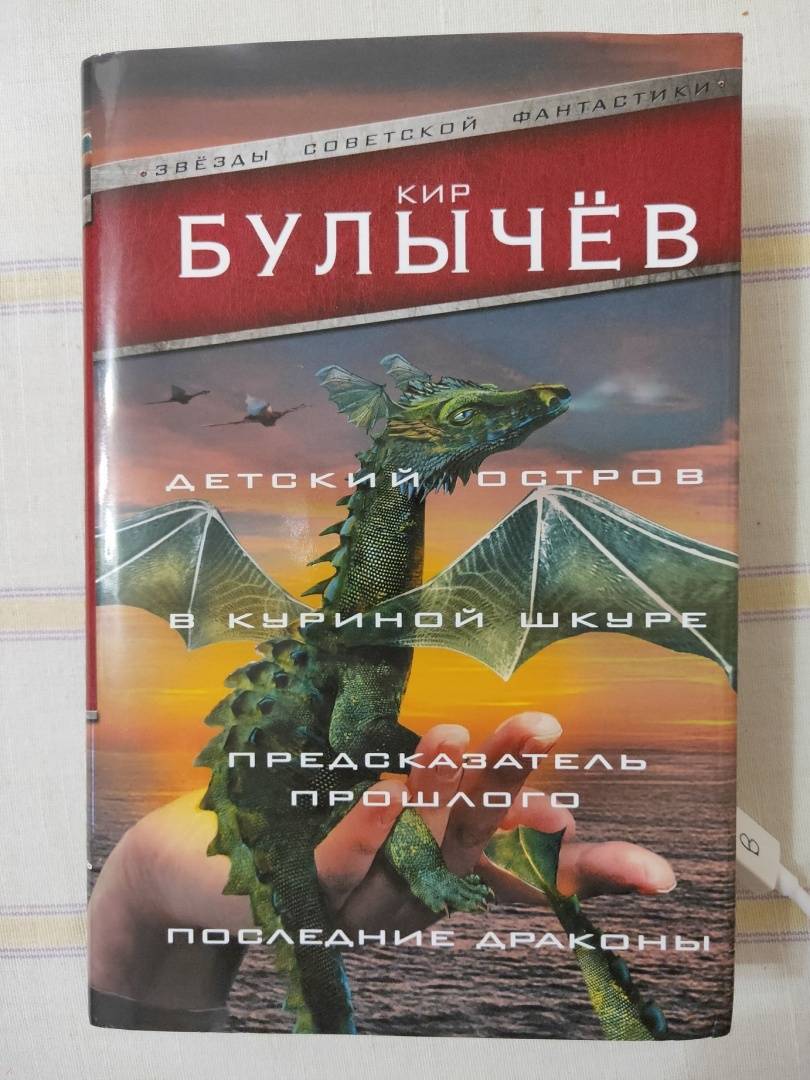 ЗВЁЗДЫ СОВЕТСКОЙ ФАНТАСТИКИ
КИР
БУЛЫЧЁВ
ДЕТСКИЙ ОСТРОВ
В КУРИНОЙ ШКУРЕ
ПРЕДСКАЗАТЕЛЬ
ПРОШЛОГО
B
ПОСЛЕДНИЕ ДРАКОНЫ